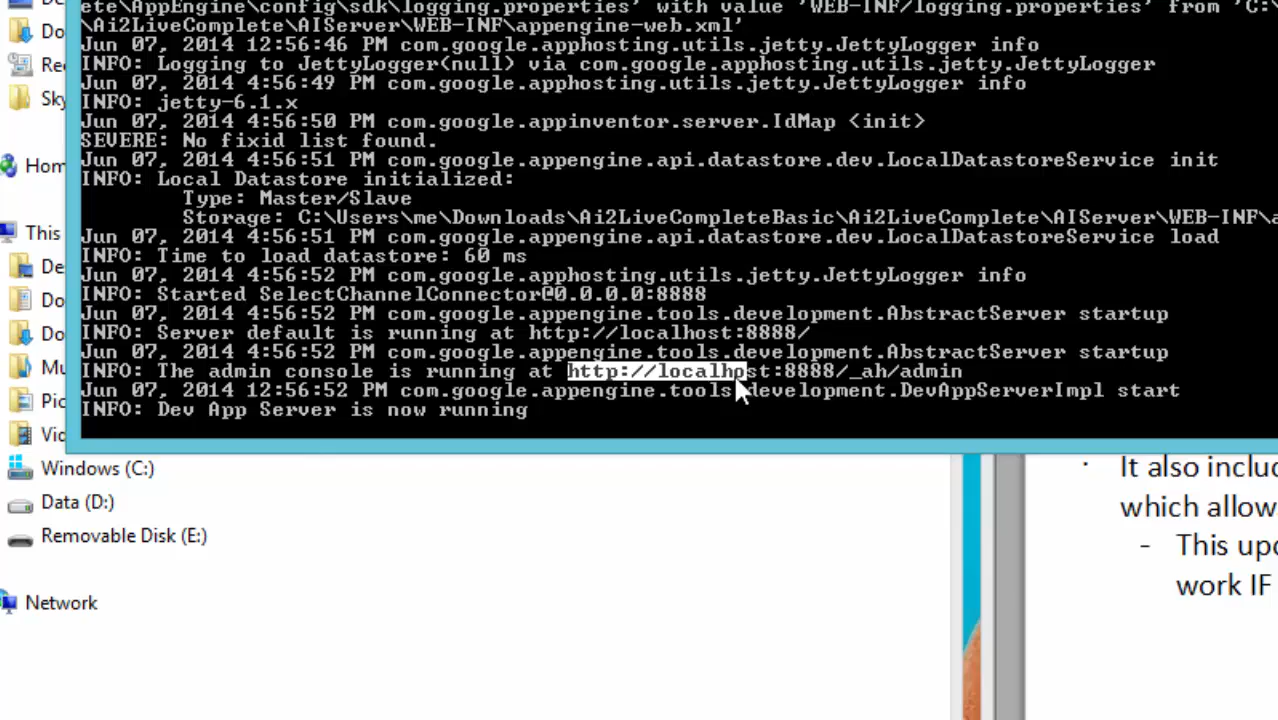 ete\AppEngine\config\sdk\logging.properties' with value 'WEB-INF/logging.properties' from 'C:\
\Ai2LiveComplete\AIServer\WEB-INF\appengine-web.xml'
Jun 07, 2014 12:56:46 PM com.google.apphosting.utils.jetty.JettyLogger info
INFO: Logging to JettyLogger(null) via com.google.apphosting.utils.jetty.JettyLogger
Jun 07, 2014 12:56:49 PM com.google.apphosting.utils.jetty.JettyLogger info
INFO: jetty-6.1.x
Jun 07, 2014 4:56:50 PM com.google.appinventor.server.IdMap <init>
SEVERE: No fixid list found.
Jun 07, 2014 4:56:51 PM com.google.appengine.api.datastore.dev.LocalDatastoreService init
INFO: Local Datastore initialized:
Type: Master/Slave
Storage: C:\Users\me\Downloads\Ai2LiveCompleteBasic\Ai2LiveComplete\AIServer\WEB-INF\a
Jun 07, 2014 4:56:51 PM com.google.appengine.api.datastore.dev.LocalDatastoreService load
INFO: Time to load datastore: 60 ms
Jun 07, 2014 4:56:52 PM com.google.apphosting.utils.jetty.JettyLogger info
INFO: Started SelectChannelConnector@0.0.0.0:8888
Jun 07, 2014 4:56:52 PM com.google.appengine.tools.development.AbstractServer startup
INFO: Server default is running at http://localhost:8888/
Jun 07, 2014 4:56:52 PM com.google.appengine.tools.development.AbstractServer startup
INFO: The admin console is running at http://localhost:8888/_ah/admin
Jun 07, 2014 12:56:52 PM com.google.appengine.tools.development.DevAppServerImpl start
INFO: Dev App Server is now running
Do
Re
Sky
Hom
This
De
Do
Do
Mu
Pic
Vid
Windows (C:)
Data (D:)
Removable Disk (E:)
Network
· It also inclu
which allow
- This up
work IF